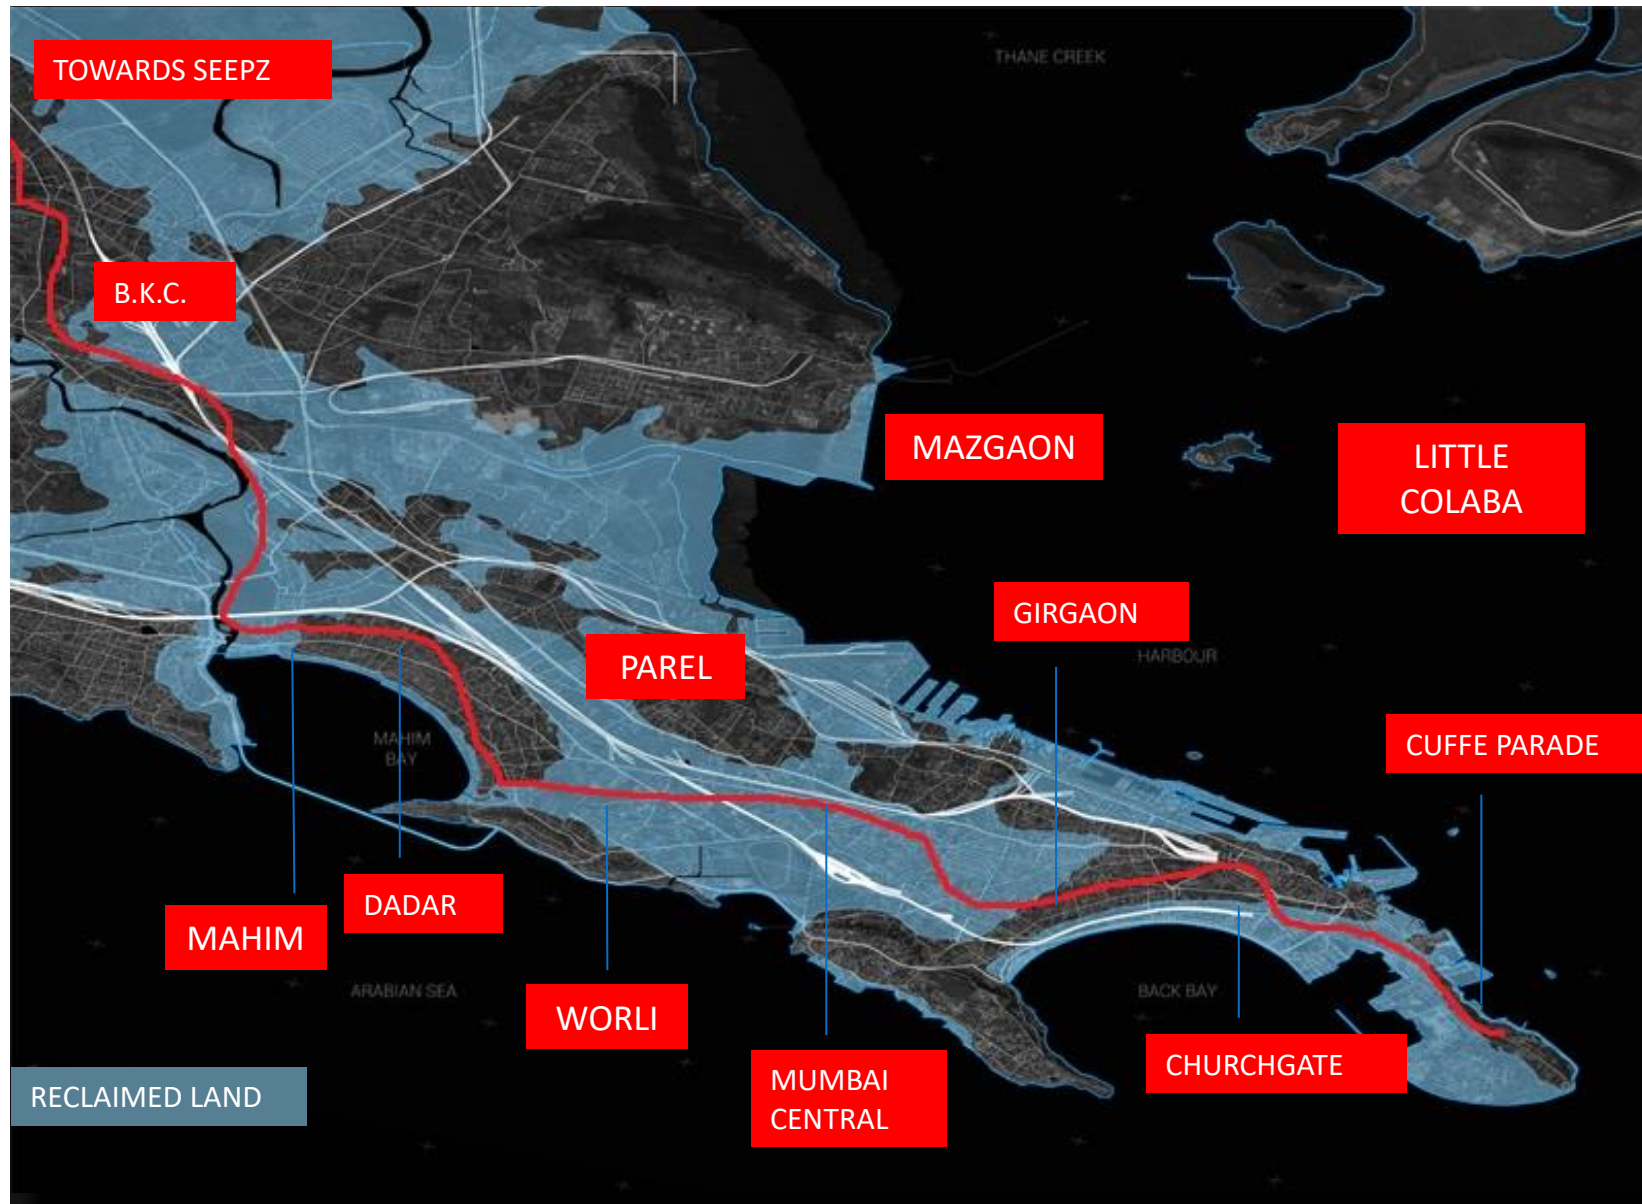 TOWARDS SEEPZ
THANE CREEK
B.K.C.
MAZGAON
LITTLE
COLABA
GIRGAON
HARBOUR
PAREL
CUFFE PARADE
MAHIM
BAY
DADAR
MAHIM
ARABIAN SEA
BACK BAY
WORLI
CHURCHGATE
MUMBAI
CENTRAL
RECLAIMED LAND